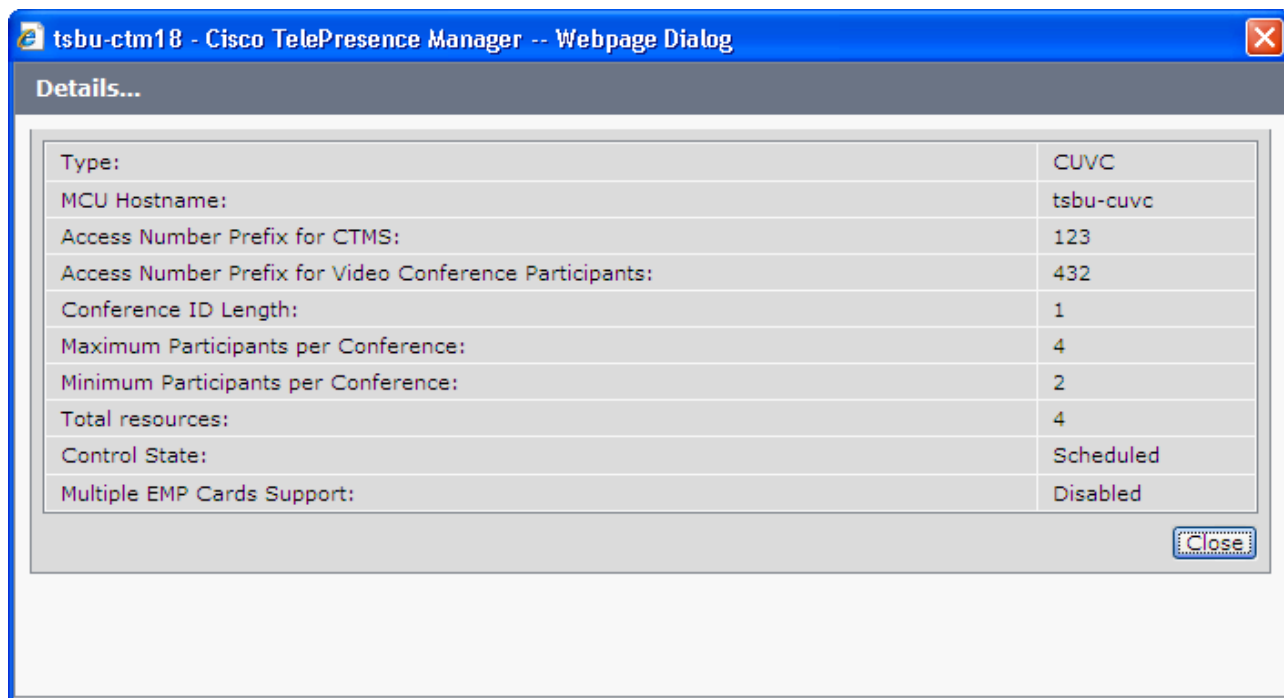 tsbu-ctm18 - Cisco TelePresence Manager -- Webpage Dialog
Details...
Type: CUVC
MCU Hostname: tsbu-cuvc
Access Number Prefix for CTMS: 123
Access Number Prefix for Video Conference Participants: 432
Conference ID Length: 1
Maximum Participants per Conference: 4
Minimum Participants per Conference: 2
Total resources: 4
Control State: Scheduled
Multiple EMP Cards Support: Disabled
Close